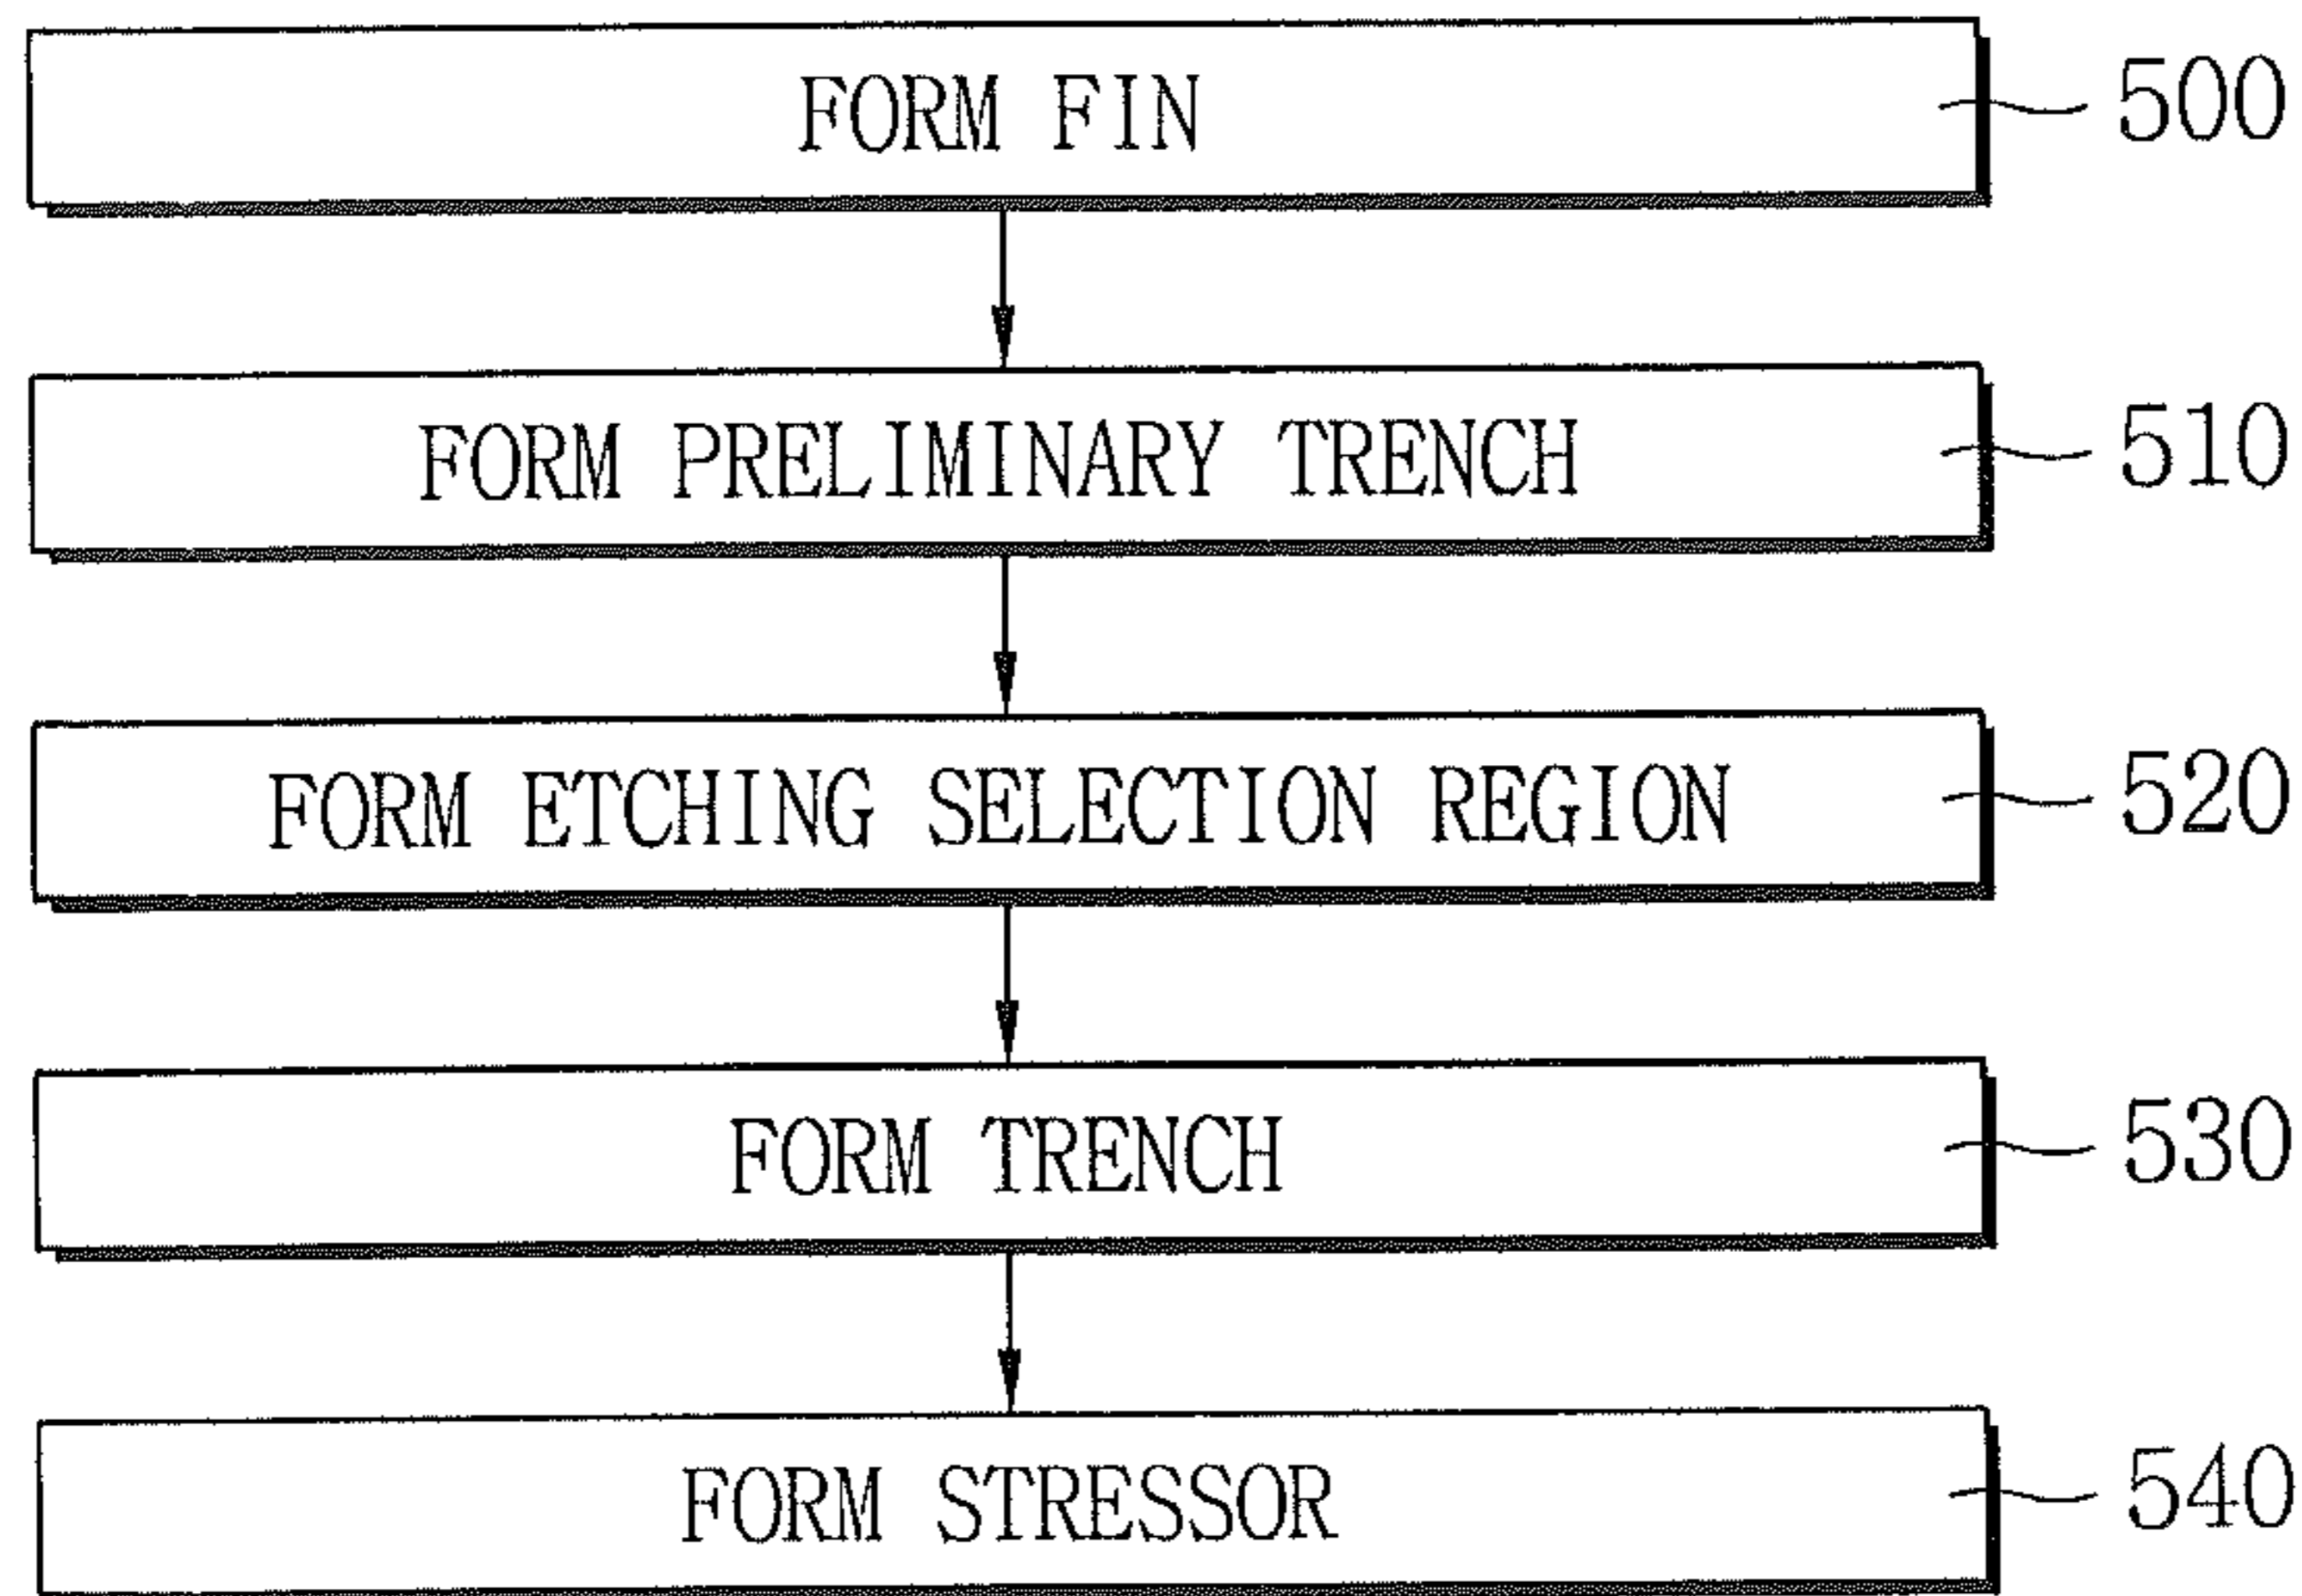 FORM FIN 500
FORM PRELIMINARY TRENCH 510
FORM ETCHING SELECTION REGION 520
FORM TRENCH 530
FORM STRESSOR 540